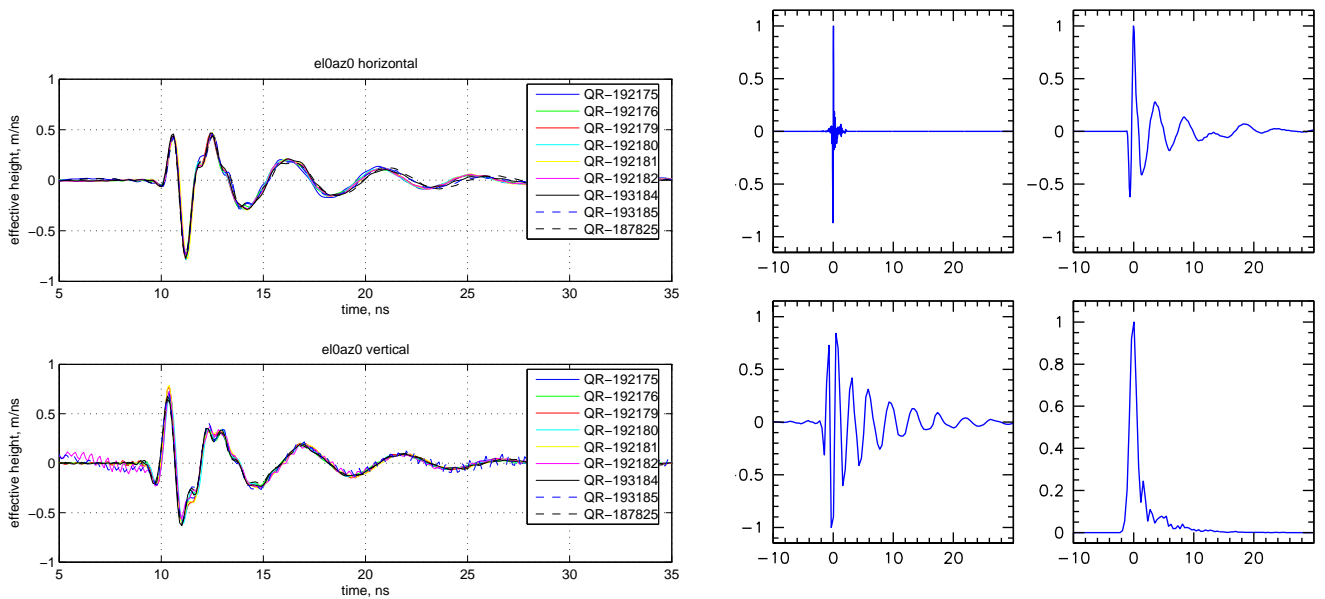 el0az0 horizontal
effective height, m/ns
1
0.5
0
−0.5
−1
5 10 15 20 25 30 35
time, ns
QR−192175
QR−192176
QR−192179
QR−192180
QR−192181
QR−192182
QR−193184
QR−193185
QR−187825
el0az0 vertical
effective height, m/ns
1
0.5
0
−0.5
−1
5 10 15 20 25 30 35
time, ns
QR−192175
QR−192176
QR−192179
QR−192180
QR−192181
QR−192182
QR−193184
QR−193185
QR−187825
1
0.5
0
0.5
−1
−10 0 10 20
1
0.5
0
−0.5
−1
−10 0 10 20
1
0.5
0
0.5
−1
−10 0 10 20
1
0.8
0.6
0.4
0.2
0
−10 0 10 20